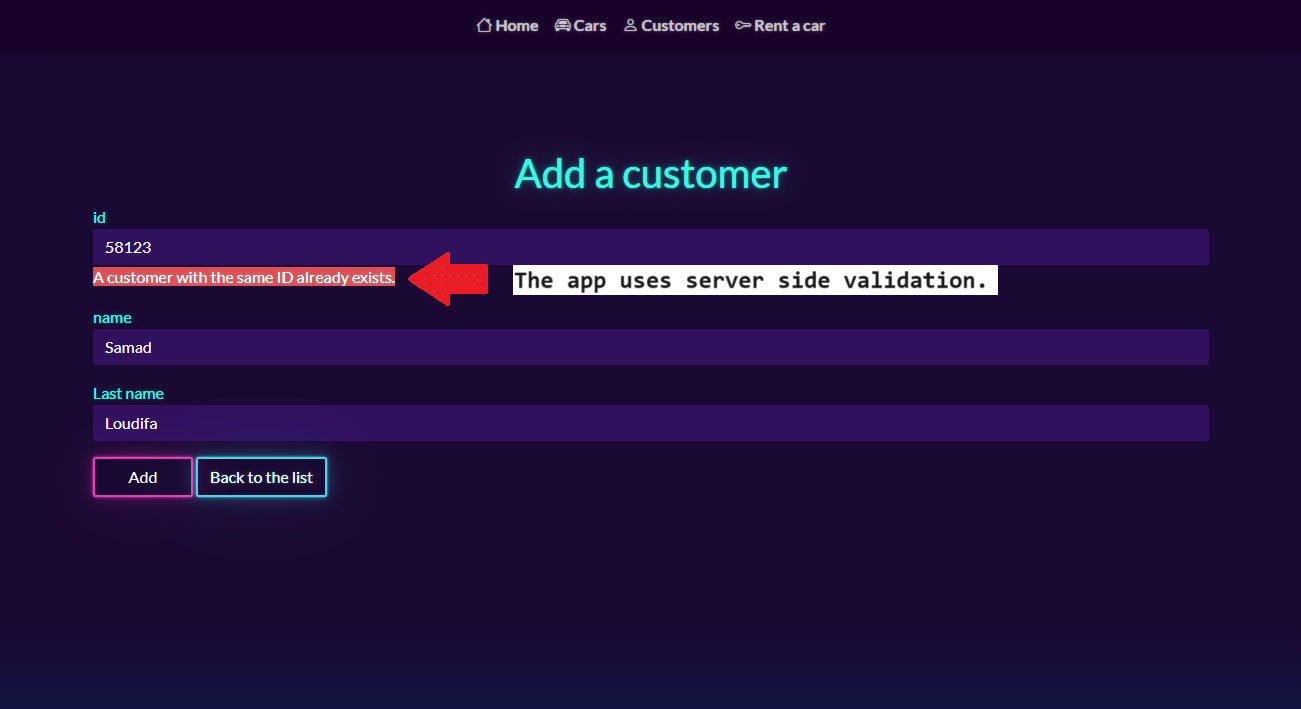 Home Cars Customers Rent a car
Add a customer
id
58123
A customer with the same ID already exists.
The app uses server side validation.
name
Samad
Last name
Loudifa
Add Back to the list